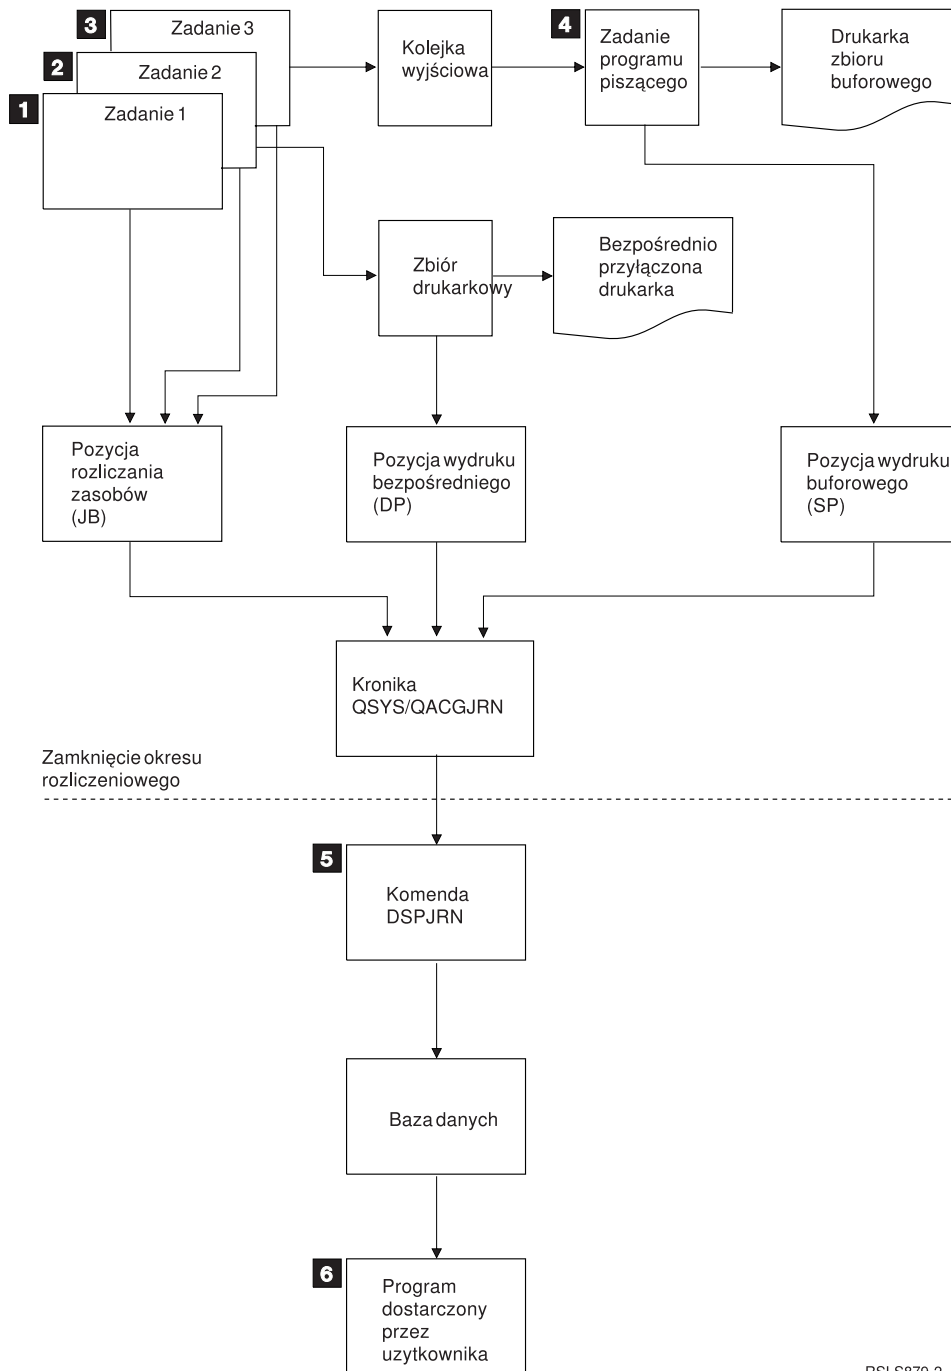 3
Zadanie 3
2
Zadanie 2
1
Zadanie 1
Kolejka
wyjściowa
4
Zadanie
programu
piszącego
Drukarka
zbioru
buforowego
Zbiór
drukarkowy
Bezpośrednio
przyłączona
drukarka
Pozycja
rozliczania
zasobów
(JB)
Pozycja wydruku
bezpośredniego
(DP)
Pozycja wydruku
buforowego
(SP)
Kronika
QSYS/QACGJRN
Zamknięcie okresu
rozliczeniowego
5
Komenda
DSPJRN
Baza danych
6
Program
dostarczony
przez
uzytkownika